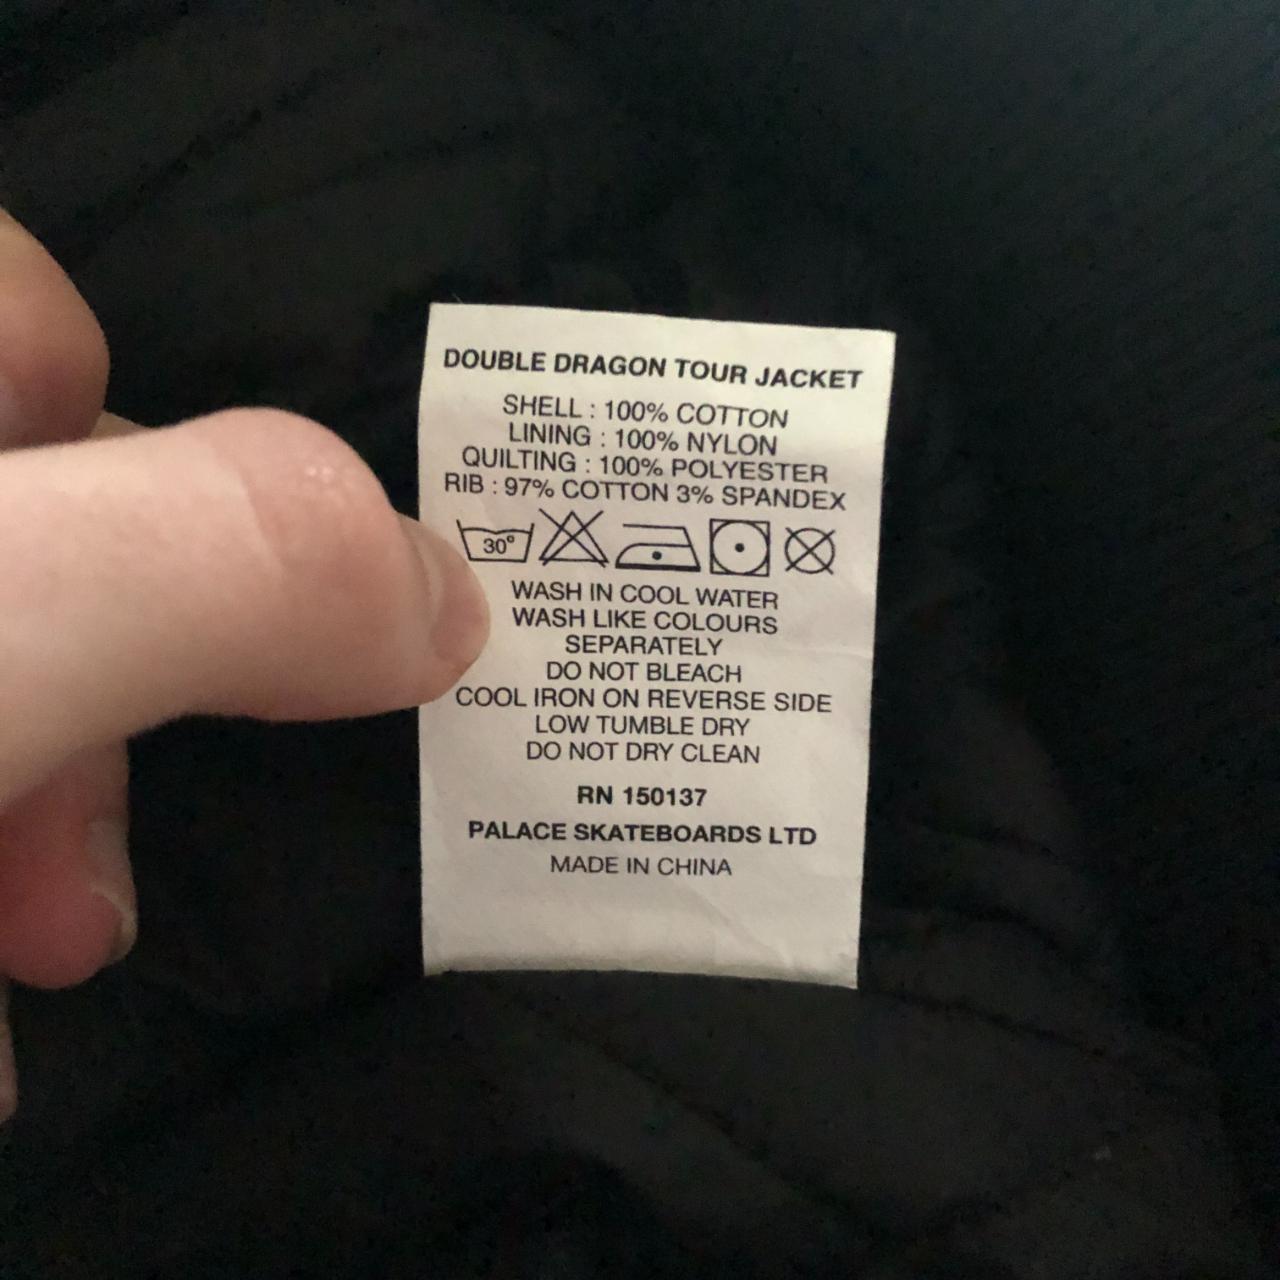 DOUBLE DRAGON TOUR JACKET
SHELL : 100% COTTON
LINING : 100% NYLON
QUILTING : 100% POLYESTER
RIB : 97% COTTON 3% SPANDEX
30°
WASH IN COOL WATER
WASH LIKE COLOURS
SEPARATELY
DO NOT BLEACH
COOL IRON ON REVERSE SIDE
LOW TUMBLE DRY
DO NOT DRY CLEAN
RN 150137
PALACE SKATEBOARDS LTD
MADE IN CHINA